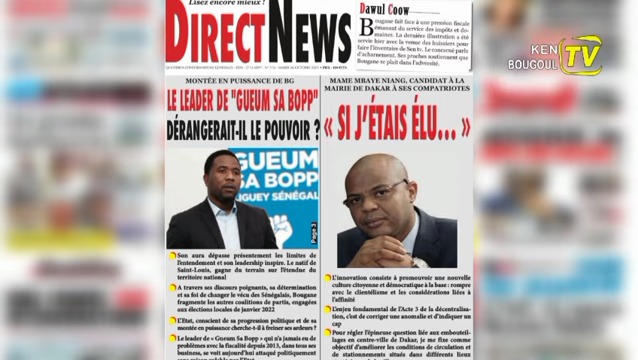 Lisez encore mieux !
DIRECT NEWS
Dawul Coow
Bougane fait face à une pression fiscale
émanant du service des impôts et do-
maines. La dernière illustration a été
servie hier avec la venue des huissiers pour
faire l'inventaire de Sen tv. Le concerné parle
d'acharnement. Ses proches soutiennent que
Bougane se plaît dans l'adversité.
KEN
BOUGOUL
TV
MONTÉE EN PUISSANCE DE BG
LE LEADER DE "GUEUM SA BOPP"
DÉRANGERAIT-IL LE POUVOIR ?
MAME MBAYE NIANG, CANDIDAT À LA
MAIRIE DE DAKAR À SES COMPATRIOTES
« SI J'ÉTAIS ÉLU... »
GUEUM
SA BOPP
LIGUEY SÉNÉGAL
Page 3
Son aura dépasse présentement les limites de
l'entendement et son leadership inspire. Le natif de
Saint-Louis, gagne du terrain sur l'étendue du
territoire national
A travers ses discours poignants, sa détermination
et sa foi de changer le vécu des Sénégalais, Bougane
fragmente les autres coalitions de partis, engagées
aux élections locales de janvier 2022
L'Etat, conscient de sa progression politique et de sa
montée en puissance cherche-t-il à freiner ses ardeurs ?
Le leader de « Gueum Sa Bopp » qui n'a jamais eu de
problèmes avec la fiscalité depuis 2013, dans tous ses
business, se voit aujourd'hui attaqué politiquement
L'innovation consiste à promouvoir une nouvelle
culture citoyenne et démocratique à la base : rompre
avec le clientélisme et les considérations liées à
l'affinité
L'enjeu fondamental de l'Acte 3 de la décentralisa-
tion, c'est de corriger une anomalie et d'indiquer un
cap
Pour régler l'épineuse question liée aux embouteil-
lages en centre-ville de Dakar, je me fixe comme
objectif d'améliorer les conditions de circulation et
de stationnements situés dans différents lieux